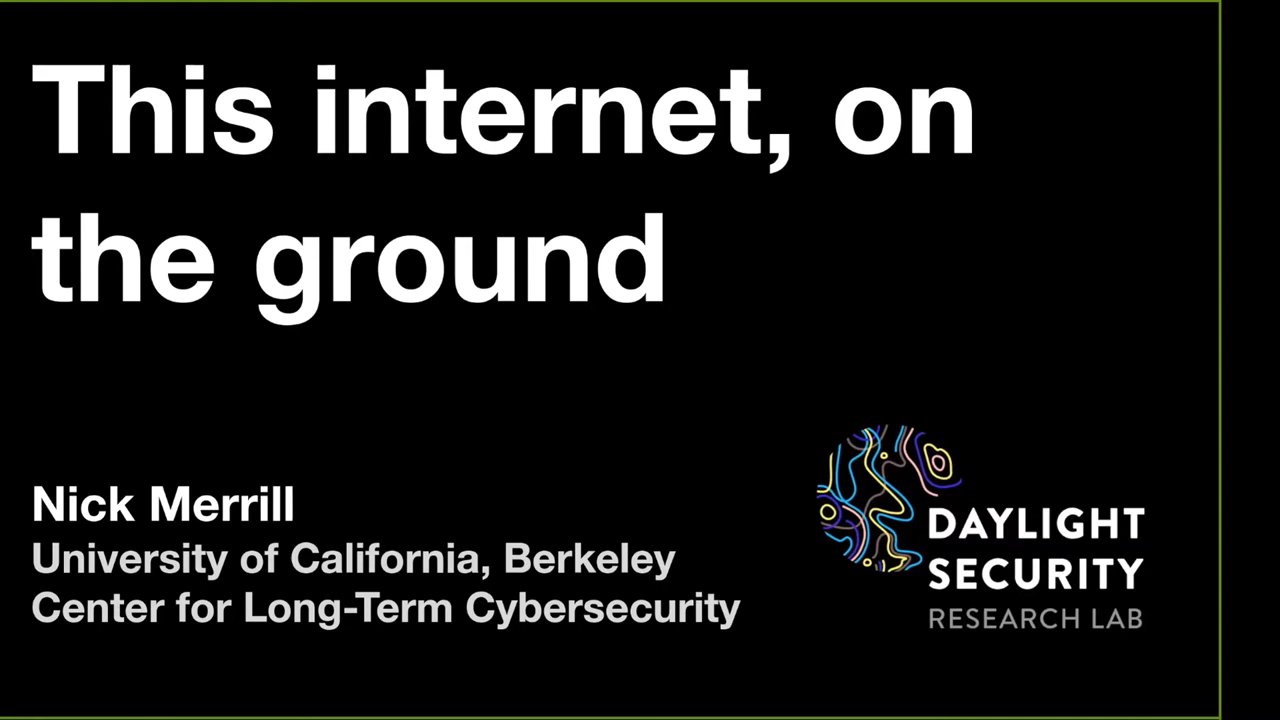 This internet, on
the ground
Nick Merrill
University of California, Berkeley
Center for Long-Term Cybersecurity
DAYLIGHT
SECURITY
RESEARCH LAB